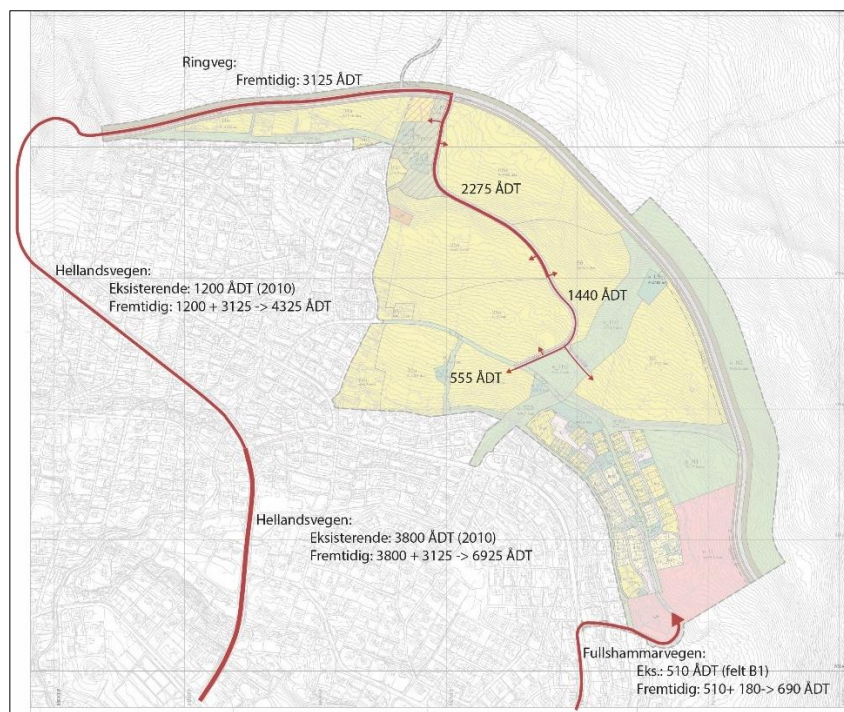 Ringveg:
Fremtidig: 3125 ÅDT
2275 ÅDT
Hellandsvegen:
Eksisterende: 1200 ÅDT (2010)
Fremtidig: 1200 + 3125 -> 4325 ÅDT
1440 ÅDT
555 ÅDT
Hellandsvegen:
Eksisterende: 3800 ÅDT (2010)
Fremtidig: 3800 + 3125 -> 6925 ÅDT
Fullshammarvegen:
Eks.: 510 ÅDT (felt B1)
Fremtidig: 510+ 180-> 690 ÅDT